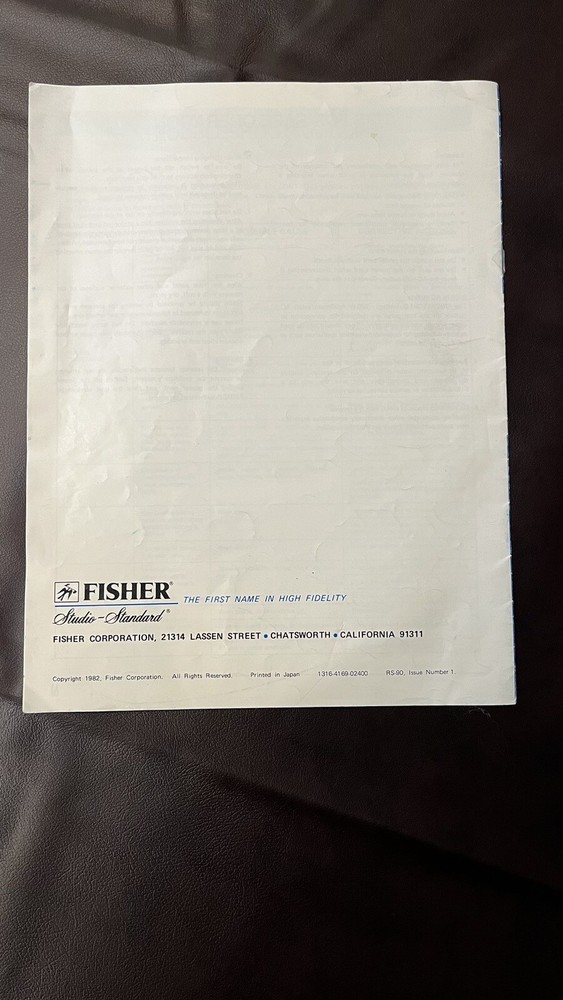 FISHER®
THE FIRST NAME IN HIGH FIDELITY
Studio-Standard®
FISHER CORPORATION, 21314 LASSEN STREET • CHATSWORTH • CALIFORNIA 91311
Copyright 1982, Fisher Corporation. All Rights Reserved. Printed in Japan 1316-4169-02400 RS-90, Issue Number 1.